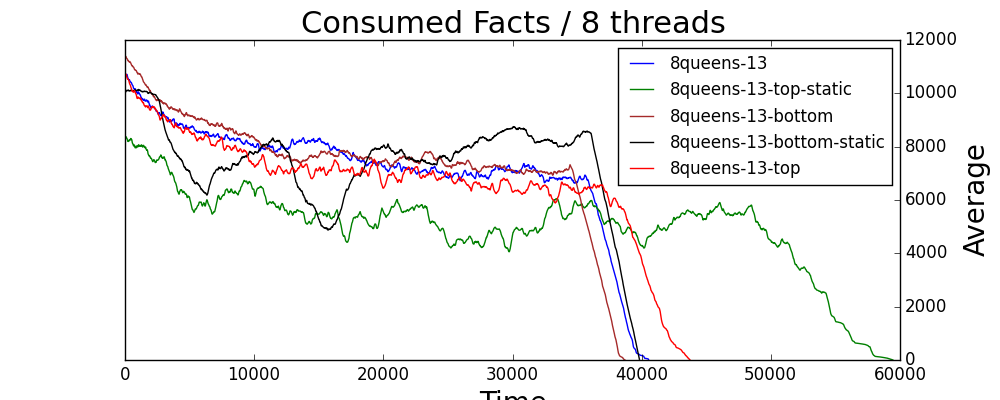 Consumed Facts / 8 threads
12000
10000
8000
6000
4000
2000
0
Average
8queens-13
8queens-13-top-static
8queens-13-bottom
8queens-13-bottom-static
8queens-13-top
0 10000 20000 30000 40000 50000 60000
Time